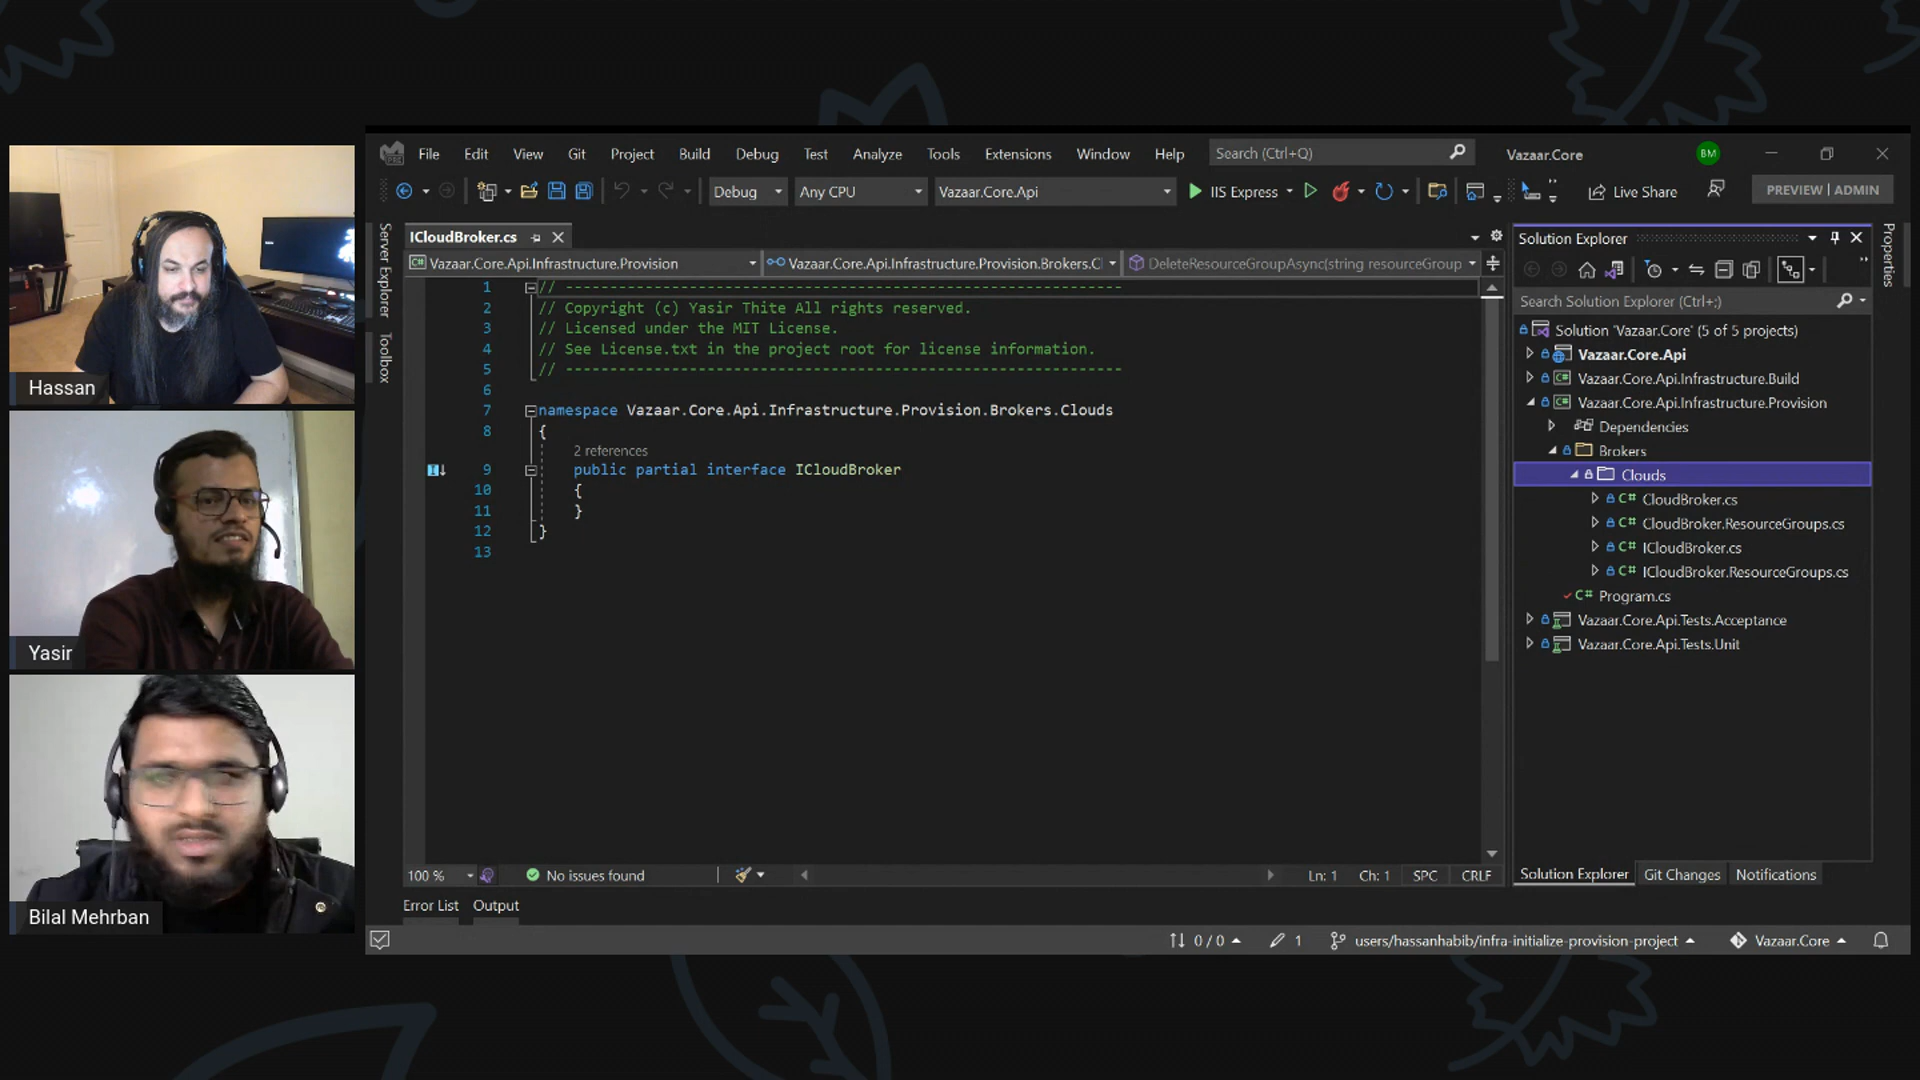 Hassan
Yasir
Bilal Mehrban
File Edit View Git Project Build Debug Test Analyze Tools Extensions Window Help Search (Ctrl+Q) Vazaar.Core BM
Debug Any CPU Vazaar.Core.Api IIS Express Live Share PREVIEW | ADMIN
Server Explorer
Toolbox
ICloudBroker.cs
Vazaar.Core.Api.Infrastructure.Provision Vazaar.Core.Api.Infrastructure.Provision.Brokers.Cl DeleteResourceGroupAsync(string resourceGroup
1 // ---------------------------------------------------------------
2 // Copyright (c) Yasir Thite All rights reserved.
3 // Licensed under the MIT License.
4 // See License.txt in the project root for license information.
5 // ---------------------------------------------------------------
6
7 namespace Vazaar.Core.Api.Infrastructure.Provision.Brokers.Clouds
8 {
2 references
9 public partial interface ICloudBroker
10 {
11 }
12 }
13
100 % No issues found Ln: 1 Ch: 1 SPC CRLF
Error List Output
Solution Explorer
Search Solution Explorer (Ctrl+;)
Solution 'Vazaar.Core' (5 of 5 projects)
Vazaar.Core.Api
Vazaar.Core.Api.Infrastructure.Build
Vazaar.Core.Api.Infrastructure.Provision
Dependencies
Brokers
Clouds
C# CloudBroker.cs
C# CloudBroker.ResourceGroups.cs
C# ICloudBroker.cs
C# ICloudBroker.ResourceGroups.cs
C# Program.cs
Vazaar.Core.Api.Tests.Acceptance
Vazaar.Core.Api.Tests.Unit
Solution Explorer Git Changes Notifications
Properties
0 / 0 1 users/hassanhabib/infra-initialize-provision-project Vazaar.Core